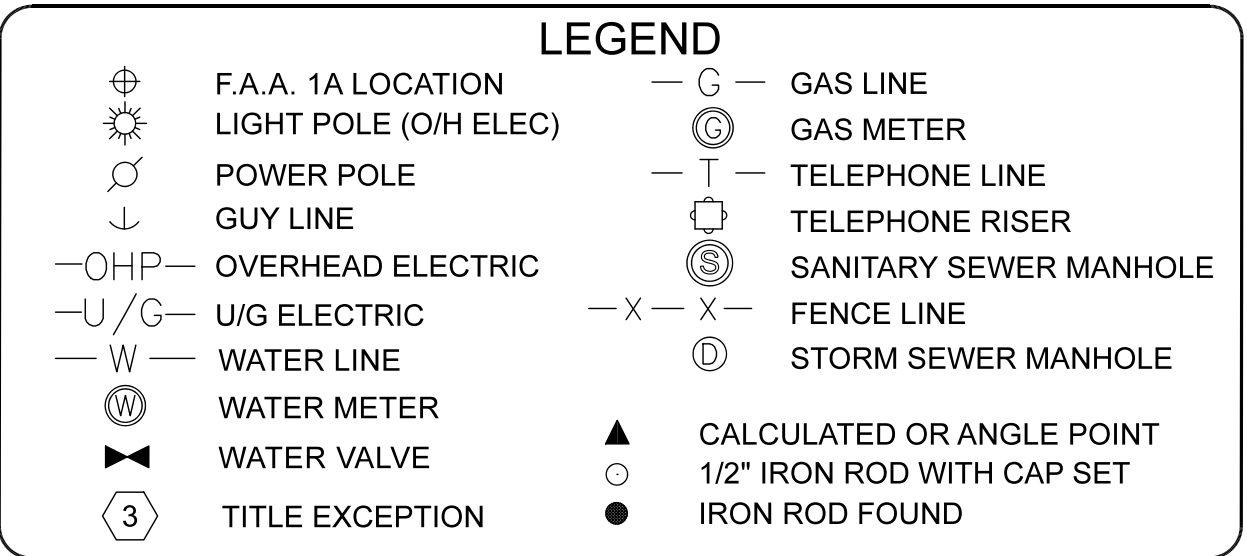 LEGEND
F.A.A. 1A LOCATION
LIGHT POLE (O/H ELEC)
POWER POLE
GUY LINE
OHP OVERHEAD ELECTRIC
U/G U/G ELECTRIC
W WATER LINE
W WATER METER
WATER VALVE
3 TITLE EXCEPTION
G GAS LINE
G GAS METER
T TELEPHONE LINE
TELEPHONE RISER
S SANITARY SEWER MANHOLE
X X FENCE LINE
D STORM SEWER MANHOLE
CALCULATED OR ANGLE POINT
1/2" IRON ROD WITH CAP SET
IRON ROD FOUND